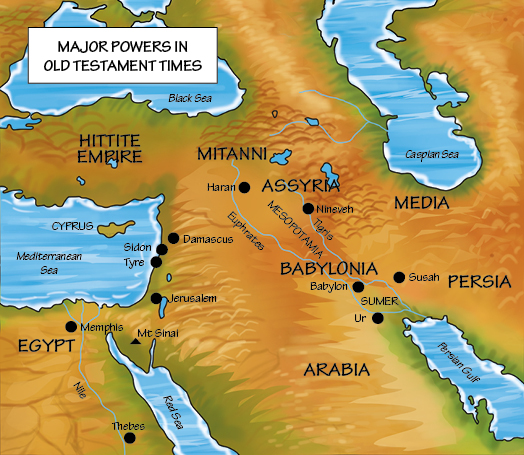 MAJOR POWERS IN
OLD TESTAMENT TIMES
Black Sea
Caspian Sea
HITTITE
EMPIRE
MITANNI
Haran
ASSYRIA
Nineveh
MEDIA
MESOPOTAMIA
Tigris
Euphrates
CYPRUS
Mediterranean
Sea
Sidon
Tyre
Damascus
BABYLONIA
Babylon
Susah
PERSIA
SUMER
Ur
Jerusalem
Memphis
Mt Sinai
EGYPT
ARABIA
Persian Gulf
Nile
Red Sea
Thebes